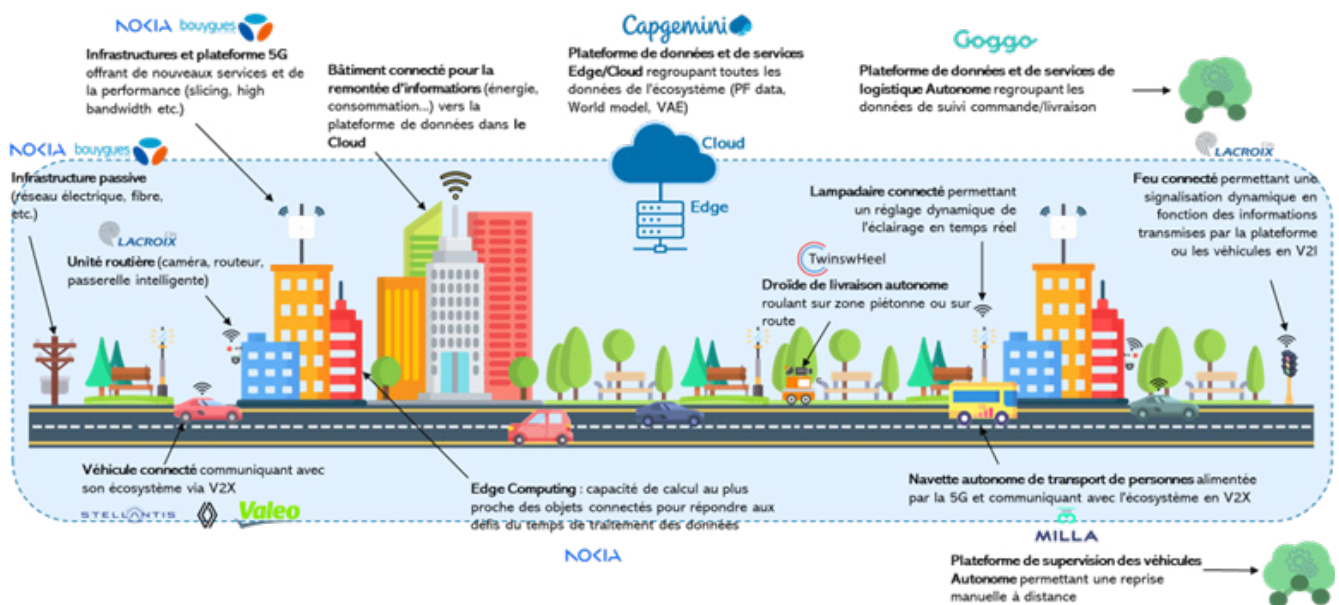 NOKIA bouygues
Infrastructures et plateforme 5G
offrant de nouveaux services et de
la performance (slicing, high
bandwidth etc.)
Bâtiment connecté pour la
remontée d'informations (énergie,
consommation...) vers la
plateforme de données dans le
Cloud
Capgemini
Plateforme de données et de services
Edge/Cloud regroupant toutes les
données de l'écosystème (PF data,
World model, VAE)
Goggo
Plateforme de données et de services de
logistique Autonome regroupant les
données de suivi commande/livraison
NOKIA bouygues
Infrastructure passive
(réseau électrique, fibre,
etc.)
LACROIX
Unité routière (caméra, routeur,
passerelle intelligente)
Cloud
Edge
Lampadaire connecté permettant
un réglage dynamique de
l'éclairage en temps réel
TwinswHeel
Droïde de livraison autonome
roulant sur zone piétonne ou sur
route
LACROIX
Feu connecté permettant une
signalisation dynamique en
fonction des informations
transmises par la plateforme
ou les véhicules en V2I
Véhicule connecté communiquant avec
son écosystème via V2X
STELLANTIS Valeo
Edge Computing : capacité de calcul au plus
proche des objets connectés pour répondre aux
défis du temps de traitement des données
NOKIA
Navette autonome de transport de personnes alimentée
par la 5G et communiquant avec l'écosystème en V2X
MILLA
Plateforme de supervision des véhicules
Autonome permettant une reprise
manuelle à distance